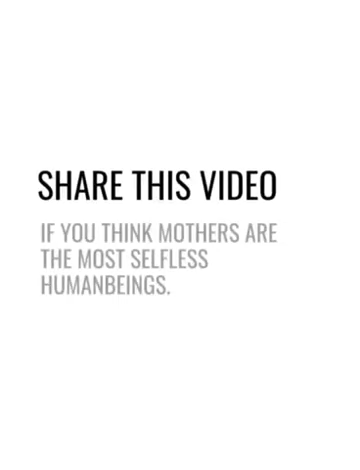 SHARE THIS VIDEO
IF YOU THINK MOTHERS ARE
THE MOST SELFLESS
HUMANBEINGS.